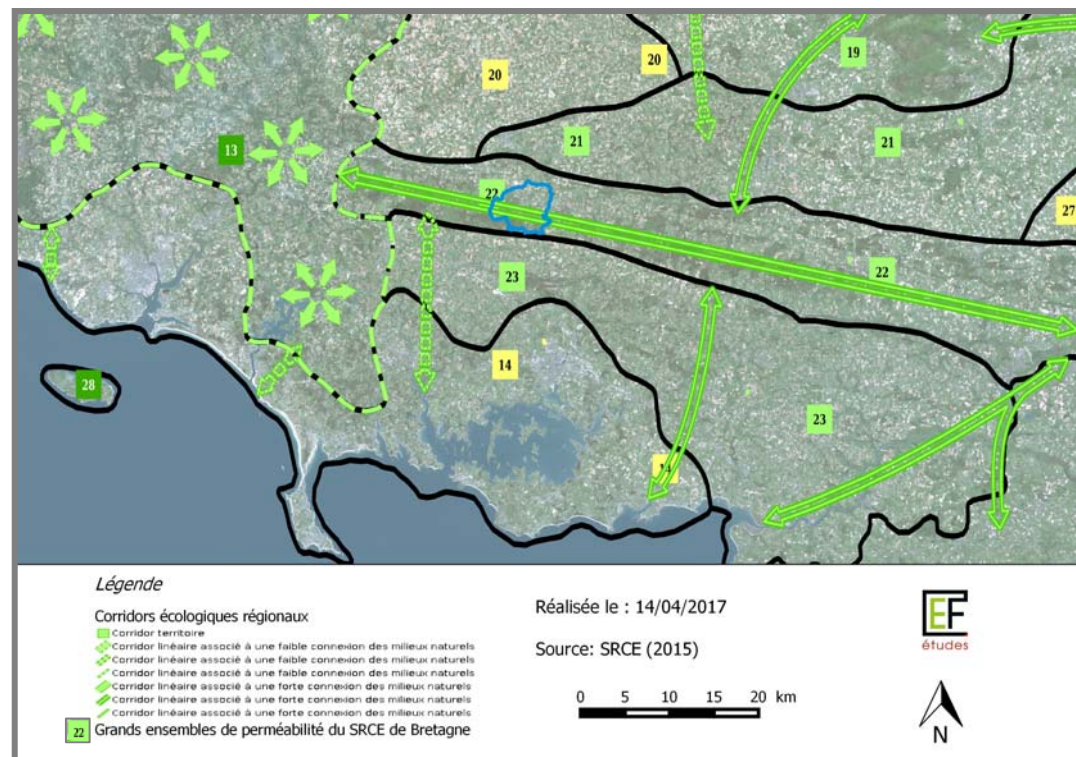 20
20
19
13
21
21
22
27
23
22
28
14
23
Légende
Corridors écologiques régionaux
Corridor territoire
Corridor linéaire associé à une faible connexion des milieux naturels
Corridor linéaire associé à une faible connexion des milieux naturels
Corridor linéaire associé à une faible connexion des milieux naturels
Corridor linéaire associé à une forte connexion des milieux naturels
Corridor linéaire associé à une forte connexion des milieux naturels
Corridor linéaire associé à une forte connexion des milieux naturels
22 Grands ensembles de perméabilité du SRCE de Bretagne
Réalisée le : 14/04/2017
Source: SRCE (2015)
0 5 10 15 20 km
EF
études
N